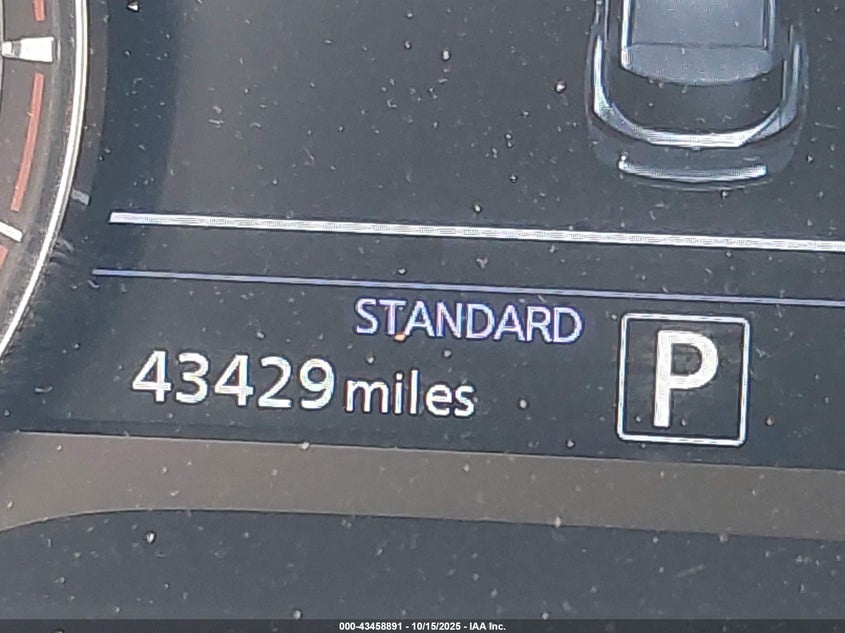 STANDARD
43429 miles
P
000-43458891 - 10/15/2025 - IAA Inc.